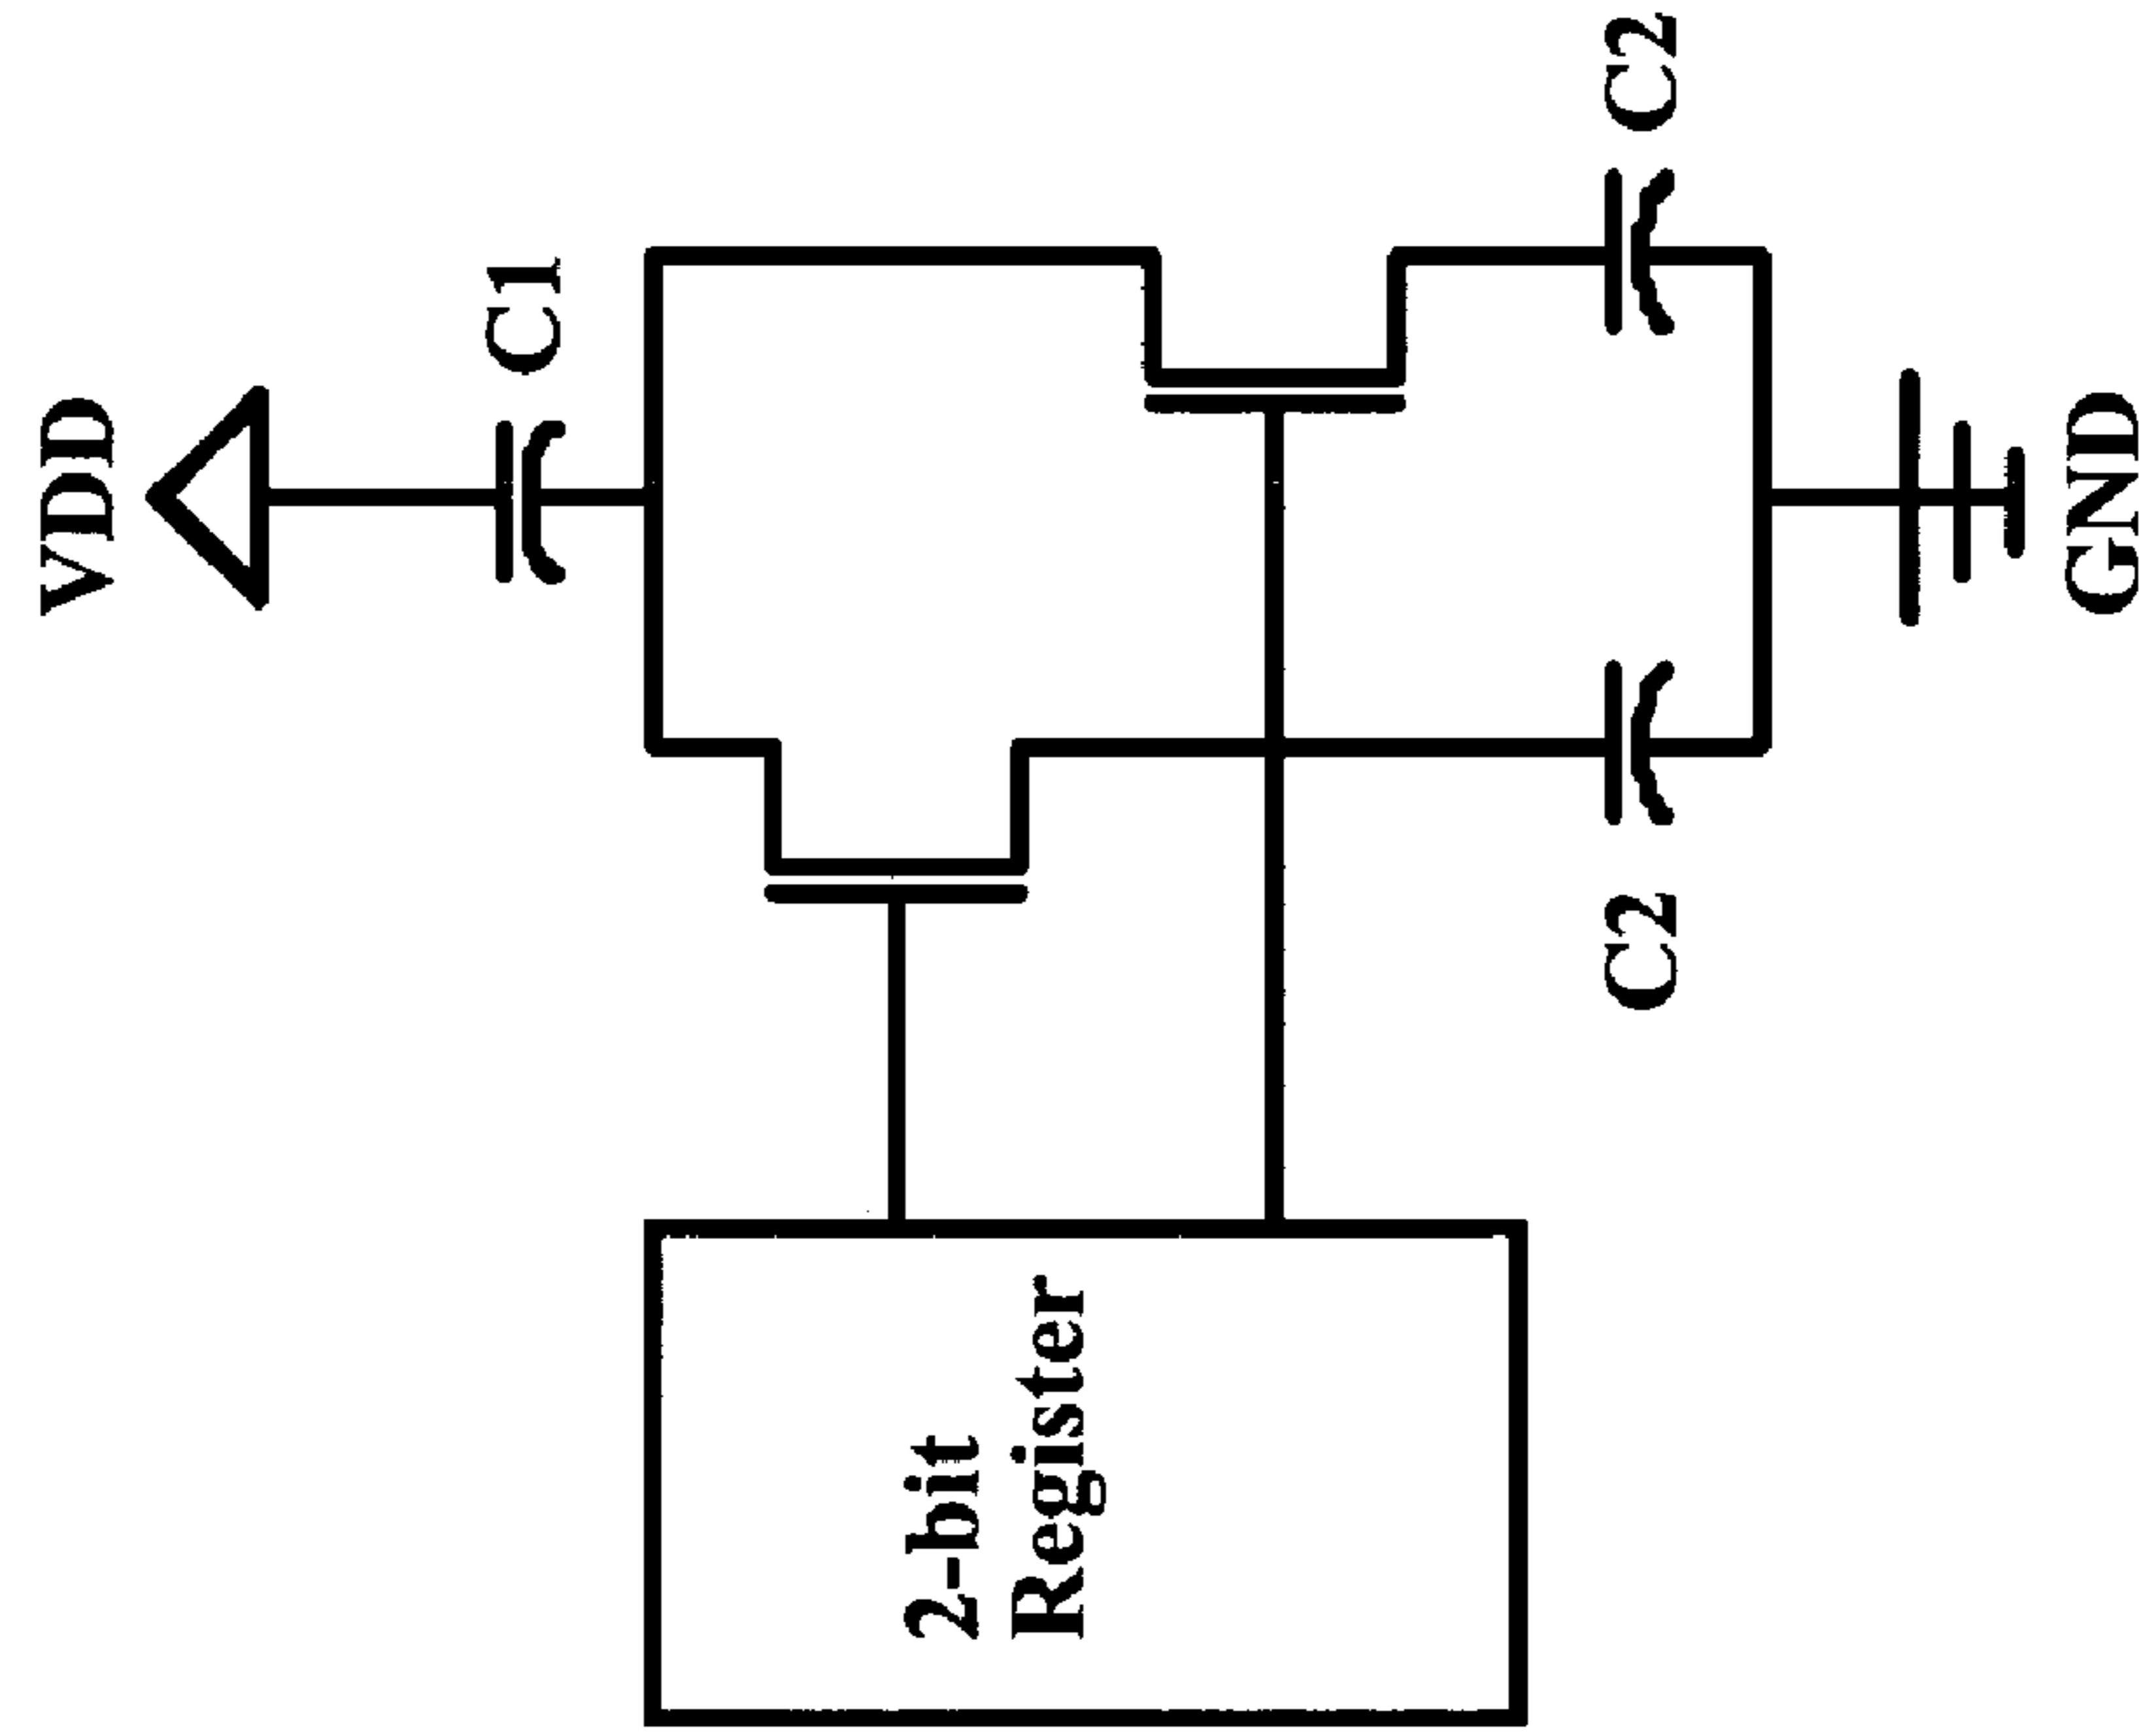 VDD
C1
C2
C2
GND
2-bit
Register